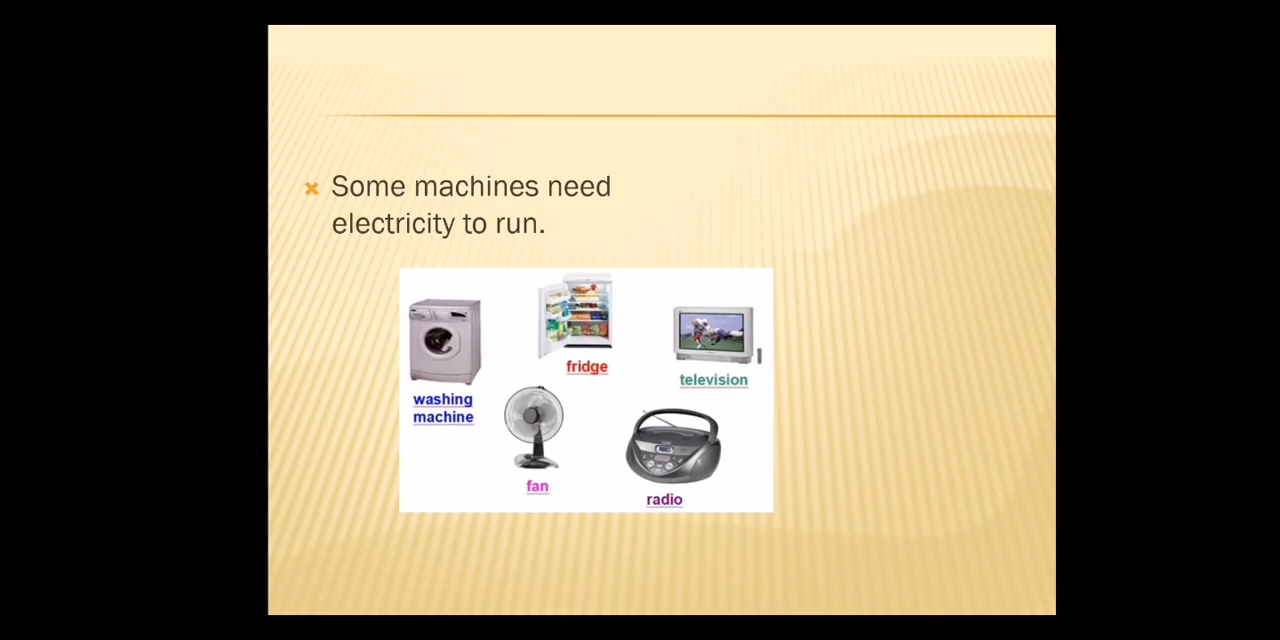 Some machines need
electricity to run.
fridge
television
washing
machine
fan
radio